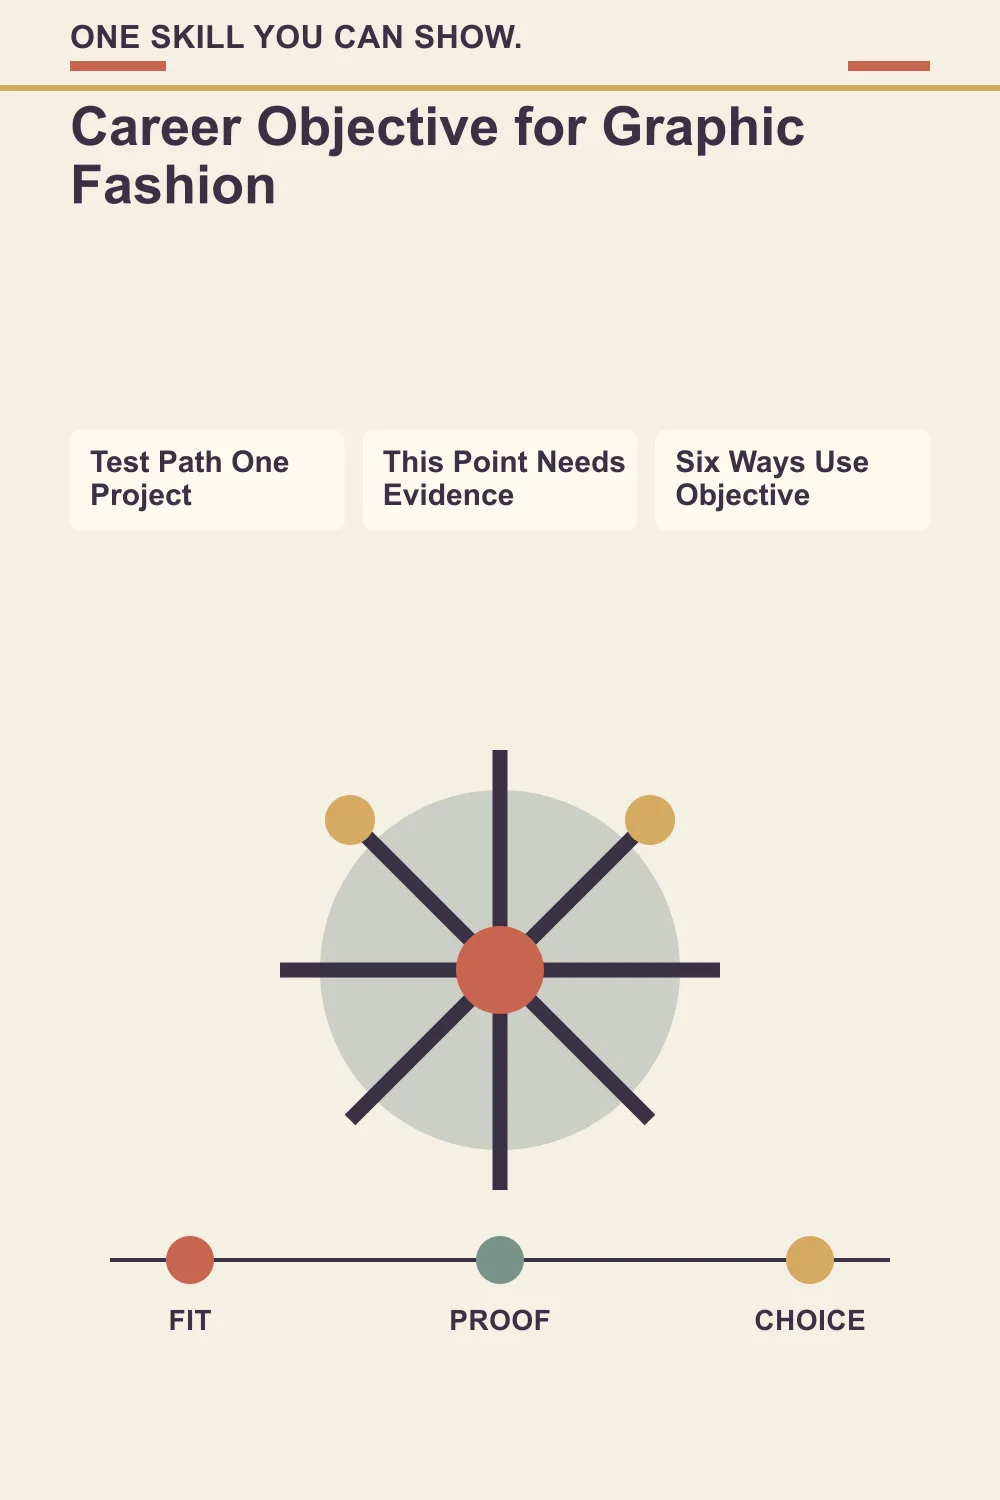 ONE SKILL YOU CAN SHOW.
Career Objective for Graphic
Fashion
Test Path One
Project
This Point Needs
Evidence
Six Ways Use
Objective
FIT
PROOF
CHOICE